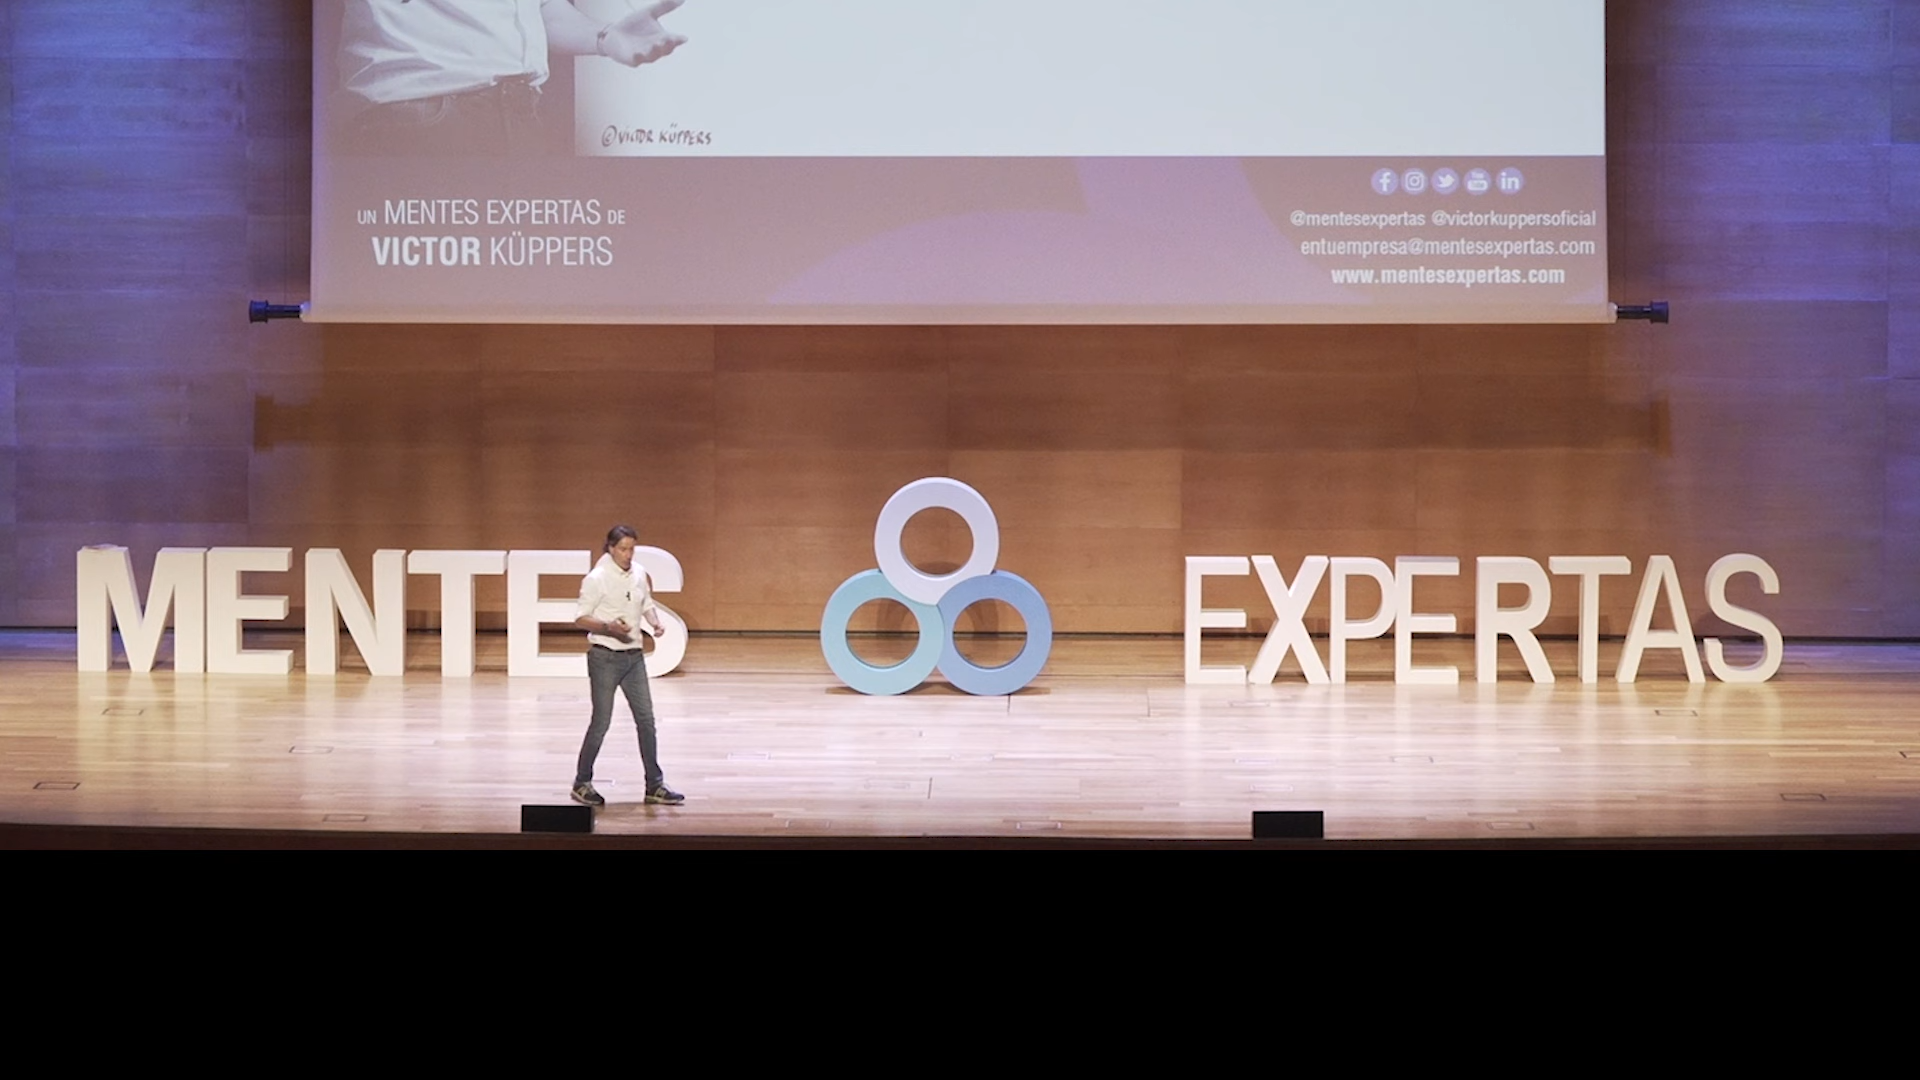 ©VICTOR KÜPPERS
UN MENTES EXPERTAS DE
VICTOR KÜPPERS
@mentesexpertas @victorkuppersoficial
entuempresa@mentesexpertas.com
www.mentesexpertas.com
MENTES EXPERTAS